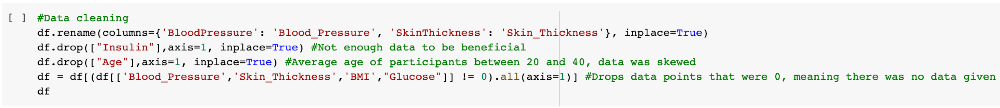 [ ] #Data cleaning
df.rename(columns={'BloodPressure': 'Blood_Pressure', 'SkinThickness': 'Skin_Thickness'}, inplace=True)
df.drop(["Insulin"],axis=1, inplace=True) #Not enough data to be beneficial
df.drop(["Age"],axis=1, inplace=True) #Average age of participants between 20 and 40, data was skewed
df = df[(df[['Blood_Pressure','Skin_Thickness','BMI',"Glucose"]] != 0).all(axis=1)] #Drops data points that were 0, meaning there was no data given
df